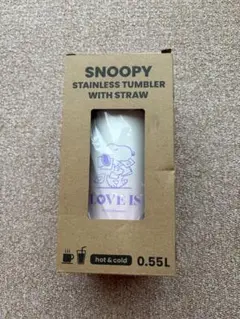 SNOOPY
STAINLESS TUMBLER
WITH STRAW
LOVE IS
hot & cold
0.55L